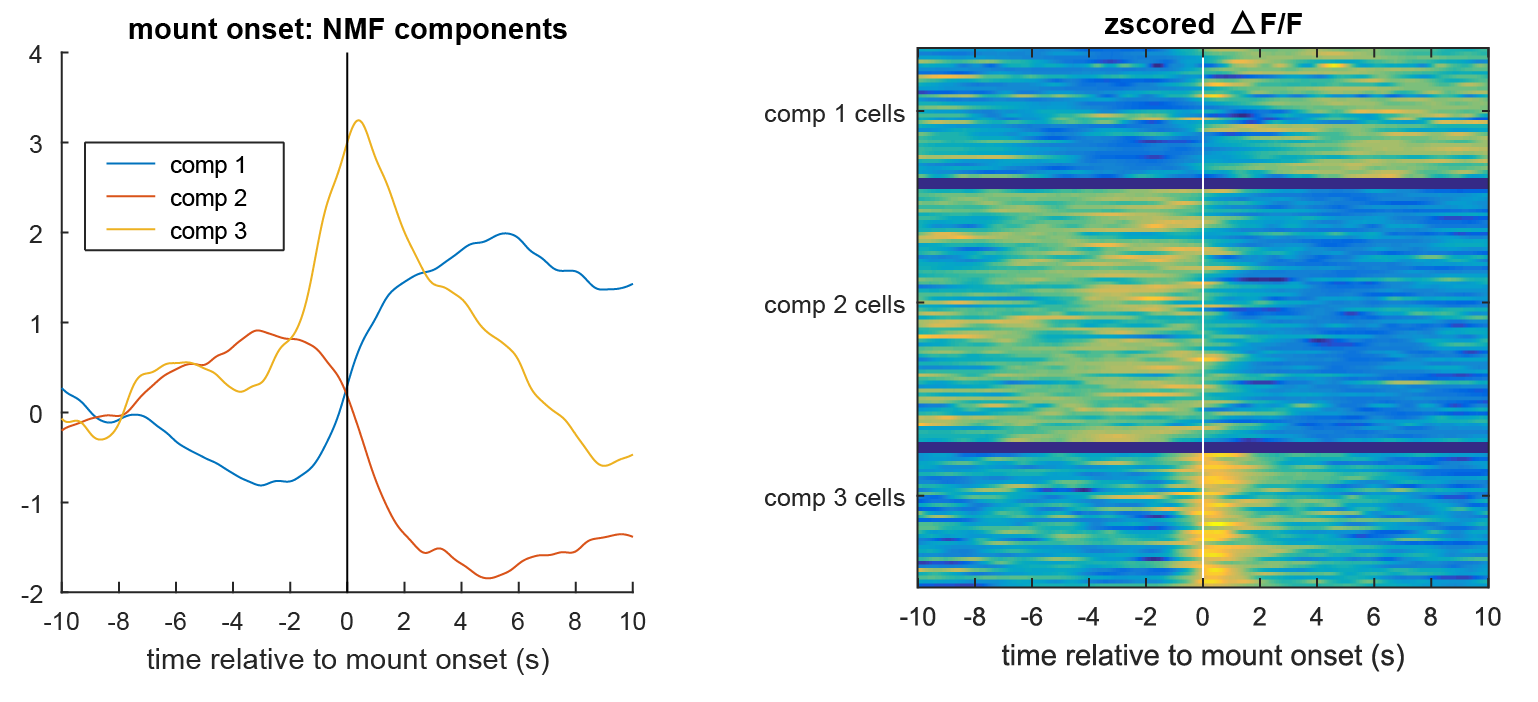 mount onset: NMF components
4
3
2
1
0
-1
-2
comp 1
comp 2
comp 3
-10 -8 -6 -4 -2 0 2 4 6 8 10
time relative to mount onset (s)
zscored △F/F
comp 1 cells
comp 2 cells
comp 3 cells
-10 -8 -6 -4 -2 0 2 4 6 8 10
time relative to mount onset (s)